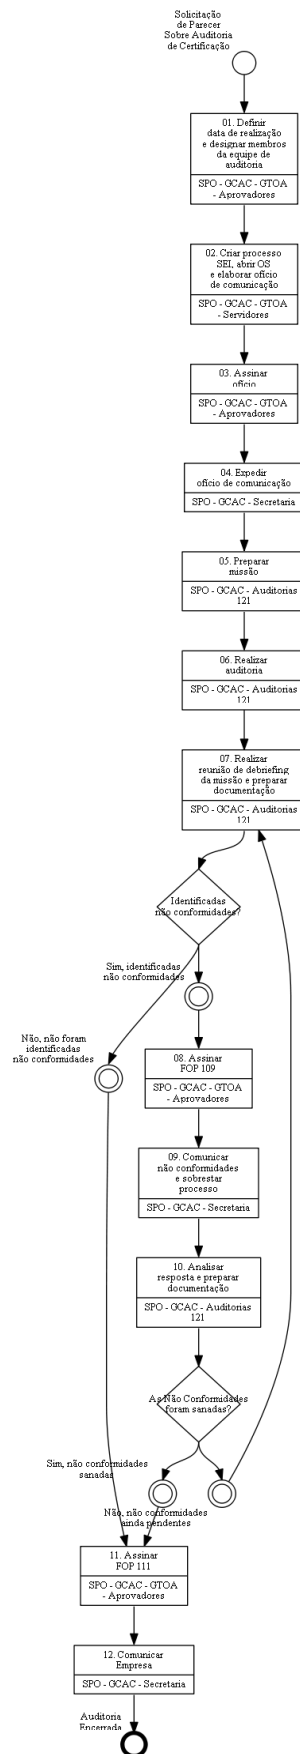 Solicitação
de Parecer
Sobre Auditoria
de Certificação
01. Definir
data de realização
e designar membros
da equipe de
auditoria
SPO - GCAC - GTOA
- Aprovadores
02. Criar processo
SEI, abrir OS
e elaborar ofício
de comunicação
SPO - GCAC - GTOA
- Servidores
03. Assinar
ofício
SPO - GCAC - GTOA
- Aprovadores
04. Expedir
ofício de comunicação
SPO - GCAC - Secretaria
05. Preparar
missão
SPO - GCAC - Auditorias
121
06. Realizar
auditoria
SPO - GCAC - Auditorias
121
07. Realizar
reunião de debriefing
da missão e preparar
documentação
SPO - GCAC - Auditorias
121
Identificadas
não conformidades?
Sim, identificadas
não conformidades
Não, não foram
identificadas
não conformidades
08. Assinar
FOP 109
SPO - GCAC - GTOA
- Aprovadores
09. Comunicar
não conformidades
e sobrestar
processo
SPO - GCAC - Secretaria
10. Analisar
resposta e preparar
documentação
SPO - GCAC - Auditorias
121
As Não Conformidades
foram sanadas?
Sim, não conformidades
sanadas
Não, não conformidades
ainda pendentes
11. Assinar
FOP 111
SPO - GCAC - GTOA
- Aprovadores
12. Comunicar
Empresa
SPO - GCAC - Secretaria
Auditoria
Encerrada